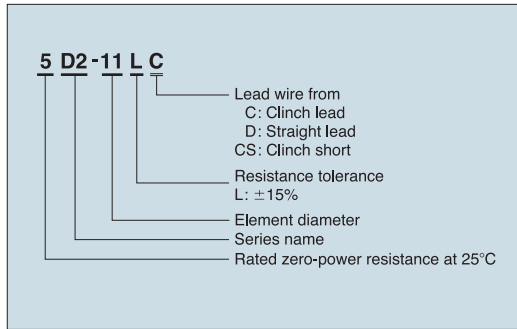 5 D2-11 L C
Lead wire from
C: Clinch lead
D: Straight lead
CS: Clinch short
Resistance tolerance
L: ±15%
Element diameter
Series name
Rated zero-power resistance at 25°C